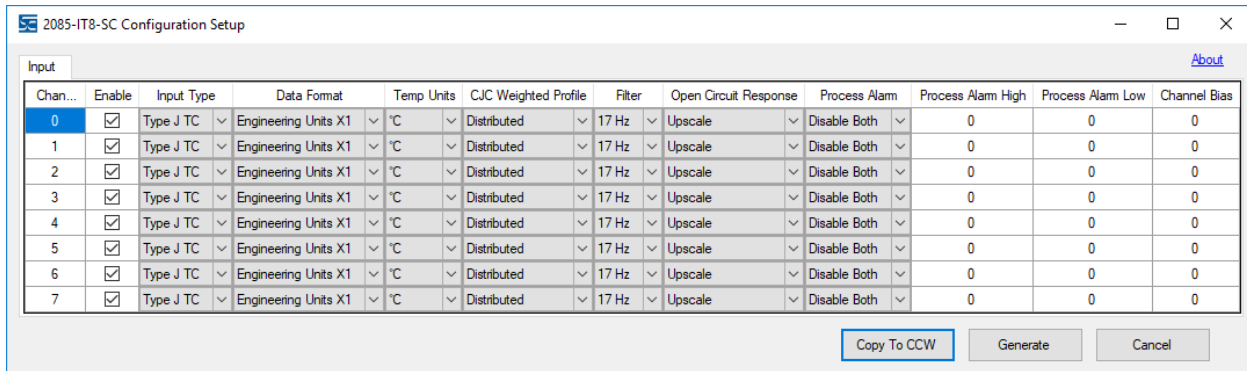 SC 2085-IT8-SC Configuration Setup
About
Input
Chan... Enable Input Type Data Format Temp Units CJC Weighted Profile Filter Open Circuit Response Process Alarm Process Alarm High Process Alarm Low Channel Bias
0 Type J TC Engineering Units X1 °C Distributed 17 Hz Upscale Disable Both 0 0 0
1 Type J TC Engineering Units X1 °C Distributed 17 Hz Upscale Disable Both 0 0 0
2 Type J TC Engineering Units X1 °C Distributed 17 Hz Upscale Disable Both 0 0 0
3 Type J TC Engineering Units X1 °C Distributed 17 Hz Upscale Disable Both 0 0 0
4 Type J TC Engineering Units X1 °C Distributed 17 Hz Upscale Disable Both 0 0 0
5 Type J TC Engineering Units X1 °C Distributed 17 Hz Upscale Disable Both 0 0 0
6 Type J TC Engineering Units X1 °C Distributed 17 Hz Upscale Disable Both 0 0 0
7 Type J TC Engineering Units X1 °C Distributed 17 Hz Upscale Disable Both 0 0 0
Copy To CCW Generate Cancel